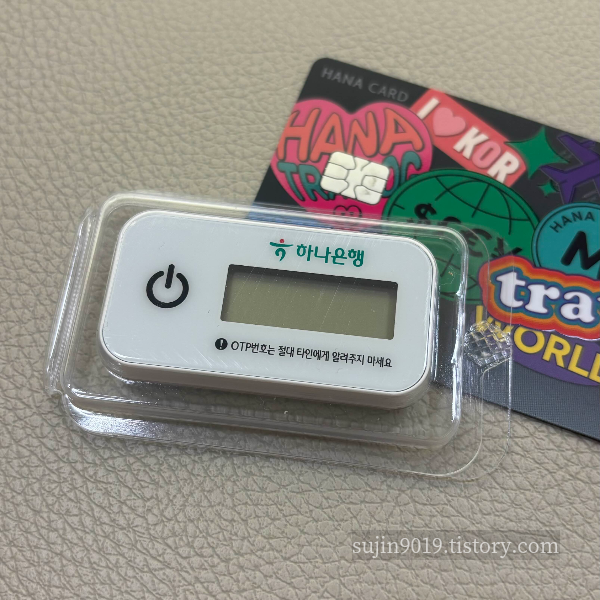 HANA CARD
I ♥ KOR
HANA
HANA
tra
WORLD
하나은행
OTP번호는 절대 타인에게 알려주지 마세요
sujin9019.tistory.com